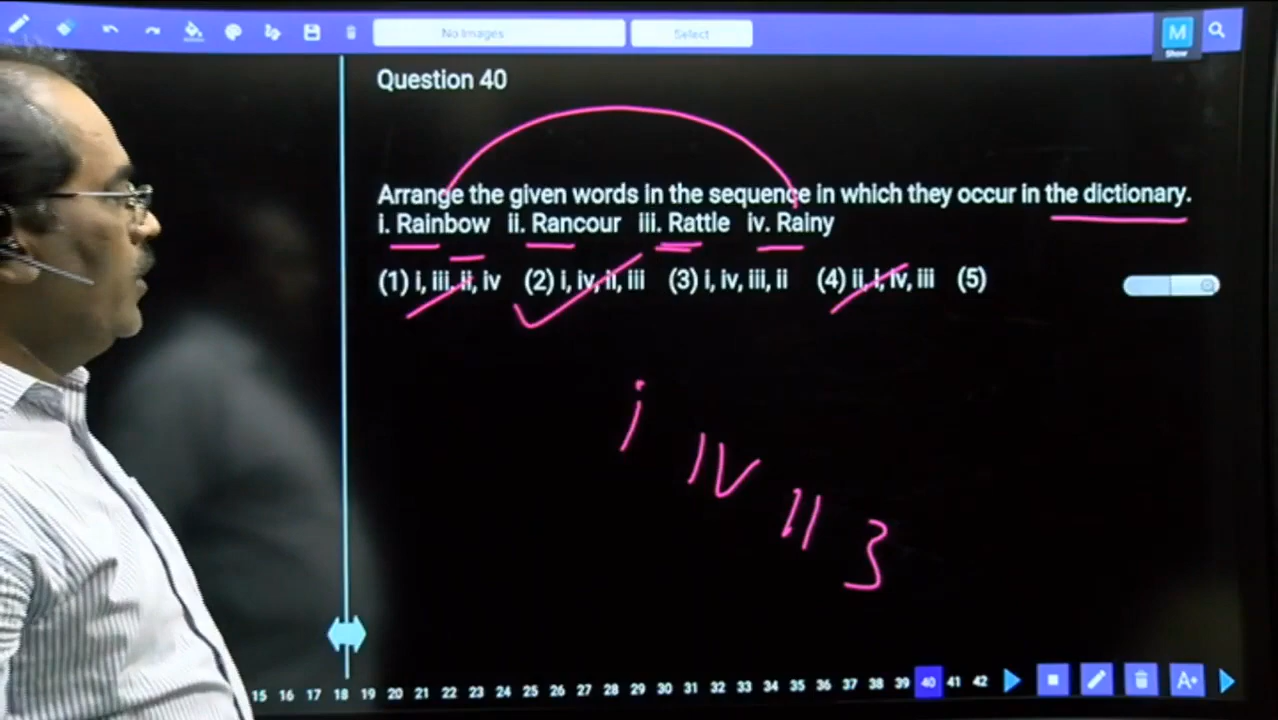 No Images Select M
Show
Question 40
Arrange the given words in the sequence in which they occur in the dictionary.
i. Rainbow ii. Rancour iii. Rattle iv. Rainy
(1) i, iii, ii, iv (2) i, iv, ii, iii (3) i, iv, iii, ii (4) ii, i, iv, iii (5)
i
iv
ii
3
15 16 17 18 19 20 21 22 23 24 25 26 27 28 29 30 31 32 33 34 35 36 37 38 39 40 41 42 A+